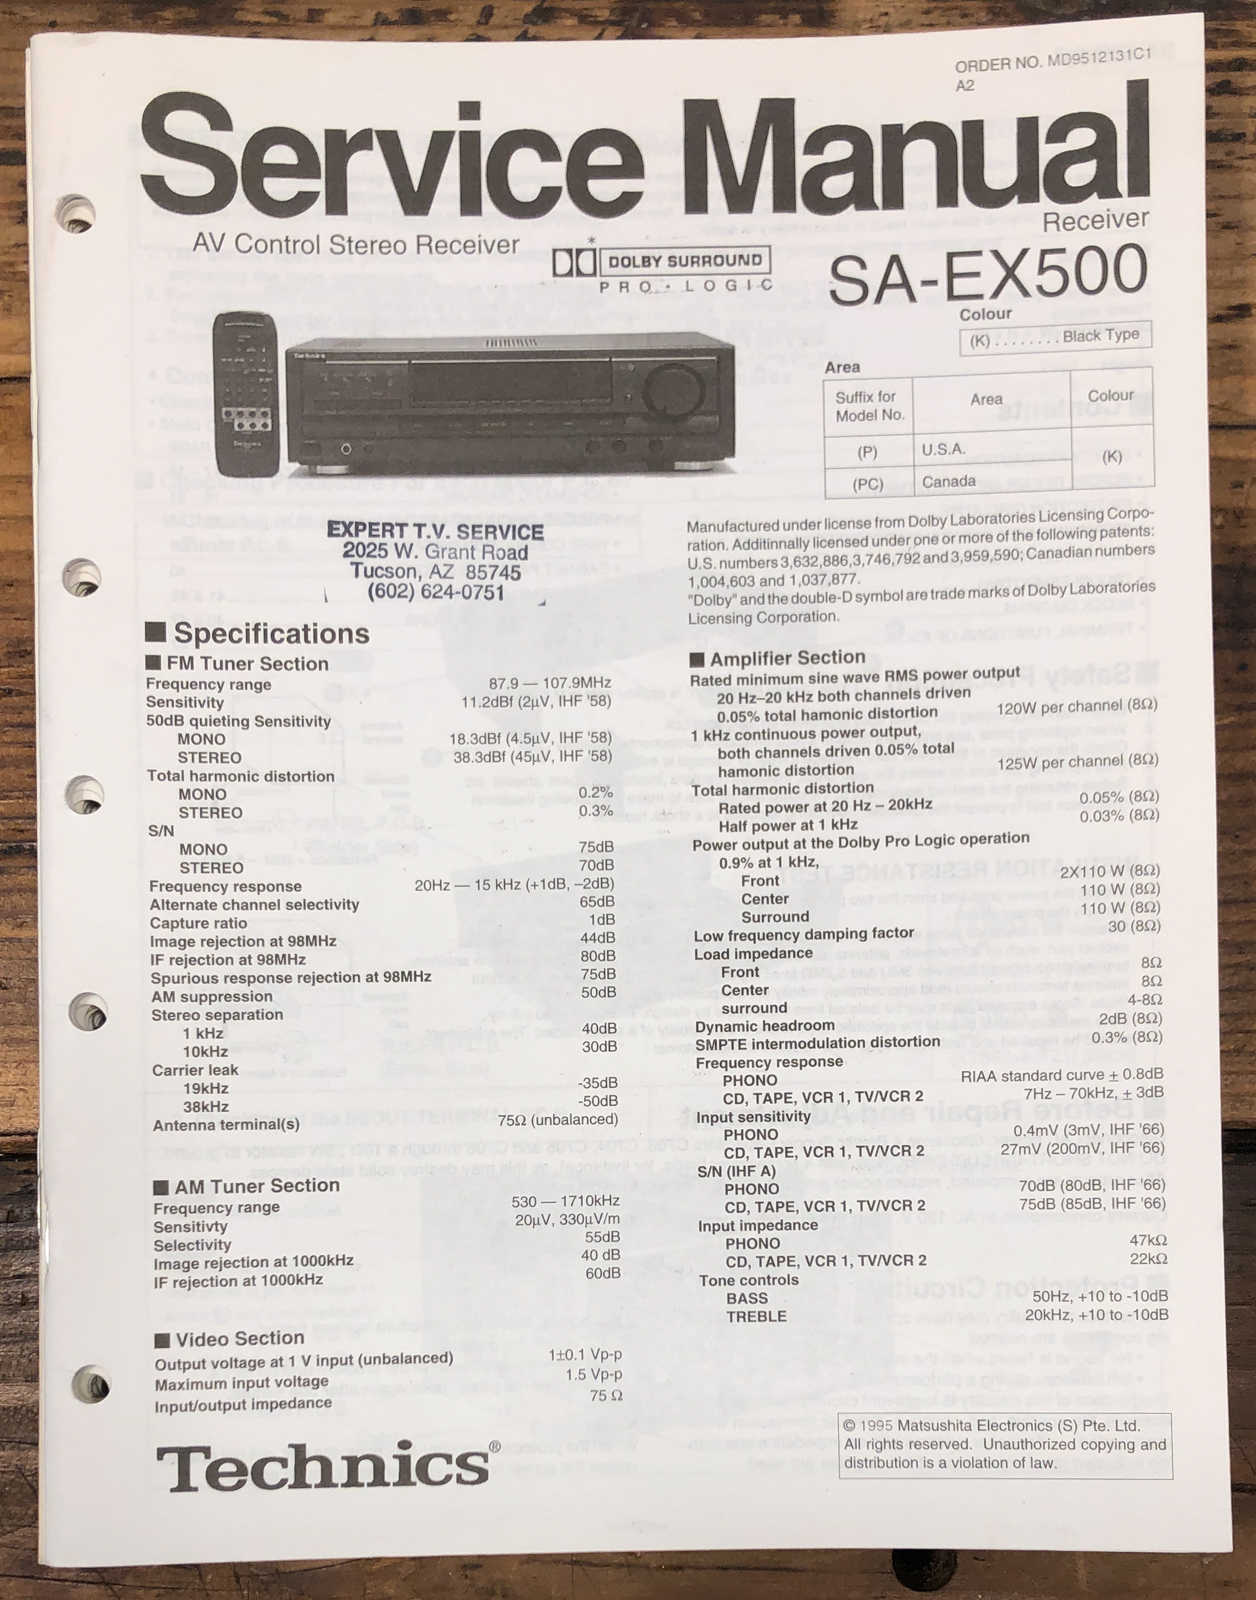 ORDER NO. MD9512131C1
A2
Service Manual
Receiver
AV Control Stereo Receiver
*
DOLBY SURROUND
PRO • LOGIC
SA-EX500
Colour
(K) . . . . . . . . Black Type
Area
Suffix for Model No. Area Colour
(P) U.S.A. (K)
(PC) Canada
Technics
EXPERT T.V. SERVICE
2025 W. Grant Road
Tucson, AZ 85745
(602) 624-0751
Manufactured under license from Dolby Laboratories Licensing Corpo-
ration. Additinnally licensed under one or more of the following patents:
U.S. numbers 3,632,886,3,746,792 and 3,959,590; Canadian numbers
1,004,603 and 1,037,877.
"Dolby" and the double-D symbol are trade marks of Dolby Laboratories
Licensing Corporation.
■ Specifications
■ FM Tuner Section
Frequency range 87.9 — 107.9MHz
Sensitivity 11.2dBf (2µV, IHF '58)
50dB quieting Sensitivity
MONO 18.3dBf (4.5µV, IHF '58)
STEREO 38.3dBf (45µV, IHF '58)
Total harmonic distortion
MONO 0.2%
STEREO 0.3%
S/N
MONO 75dB
STEREO 70dB
Frequency response 20Hz — 15 kHz (+1dB, –2dB)
Alternate channel selectivity 65dB
Capture ratio 1dB
Image rejection at 98MHz 44dB
IF rejection at 98MHz 80dB
Spurious response rejection at 98MHz 75dB
AM suppression 50dB
Stereo separation
1 kHz 40dB
10kHz 30dB
Carrier leak
19kHz -35dB
38kHz -50dB
Antenna terminal(s) 75Ω (unbalanced)
■ AM Tuner Section
Frequency range 530 — 1710kHz
Sensitivty 20µV, 330µV/m
Selectivity 55dB
Image rejection at 1000kHz 40 dB
IF rejection at 1000kHz 60dB
■ Video Section
Output voltage at 1 V input (unbalanced) 1±0.1 Vp-p
Maximum input voltage 1.5 Vp-p
Input/output impedance 75 Ω
■ Amplifier Section
Rated minimum sine wave RMS power output
20 Hz–20 kHz both channels driven
0.05% total hamonic distortion 120W per channel (8Ω)
1 kHz continuous power output,
both channels driven 0.05% total
hamonic distortion 125W per channel (8Ω)
Total harmonic distortion
Rated power at 20 Hz – 20kHz 0.05% (8Ω)
Half power at 1 kHz 0.03% (8Ω)
Power output at the Dolby Pro Logic operation
0.9% at 1 kHz,
Front 2X110 W (8Ω)
Center 110 W (8Ω)
Surround 110 W (8Ω)
Low frequency damping factor 30 (8Ω)
Load impedance
Front 8Ω
Center 8Ω
surround 4-8Ω
Dynamic headroom 2dB (8Ω)
SMPTE intermodulation distortion 0.3% (8Ω)
Frequency response
PHONO RIAA standard curve ± 0.8dB
CD, TAPE, VCR 1, TV/VCR 2 7Hz – 70kHz, ± 3dB
Input sensitivity
PHONO 0.4mV (3mV, IHF '66)
CD, TAPE, VCR 1, TV/VCR 2 27mV (200mV, IHF '66)
S/N (IHF A)
PHONO 70dB (80dB, IHF '66)
CD, TAPE, VCR 1, TV/VCR 2 75dB (85dB, IHF '66)
Input impedance
PHONO 47kΩ
CD, TAPE, VCR 1, TV/VCR 2 22kΩ
Tone controls
BASS 50Hz, +10 to -10dB
TREBLE 20kHz, +10 to -10dB
Technics®
© 1995 Matsushita Electronics (S) Pte. Ltd.
All rights reserved. Unauthorized copying and
distribution is a violation of law.